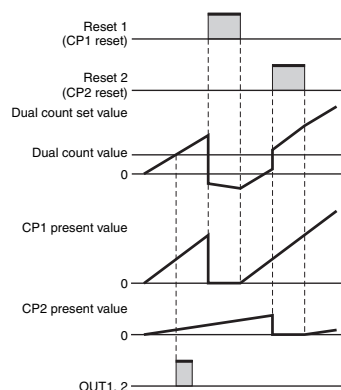 Reset 1
(CP1 reset)
Reset 2
(CP2 reset)
Dual count set value
Dual count value
0
CP1 present value
0
CP2 present value
0
OUT1, 2